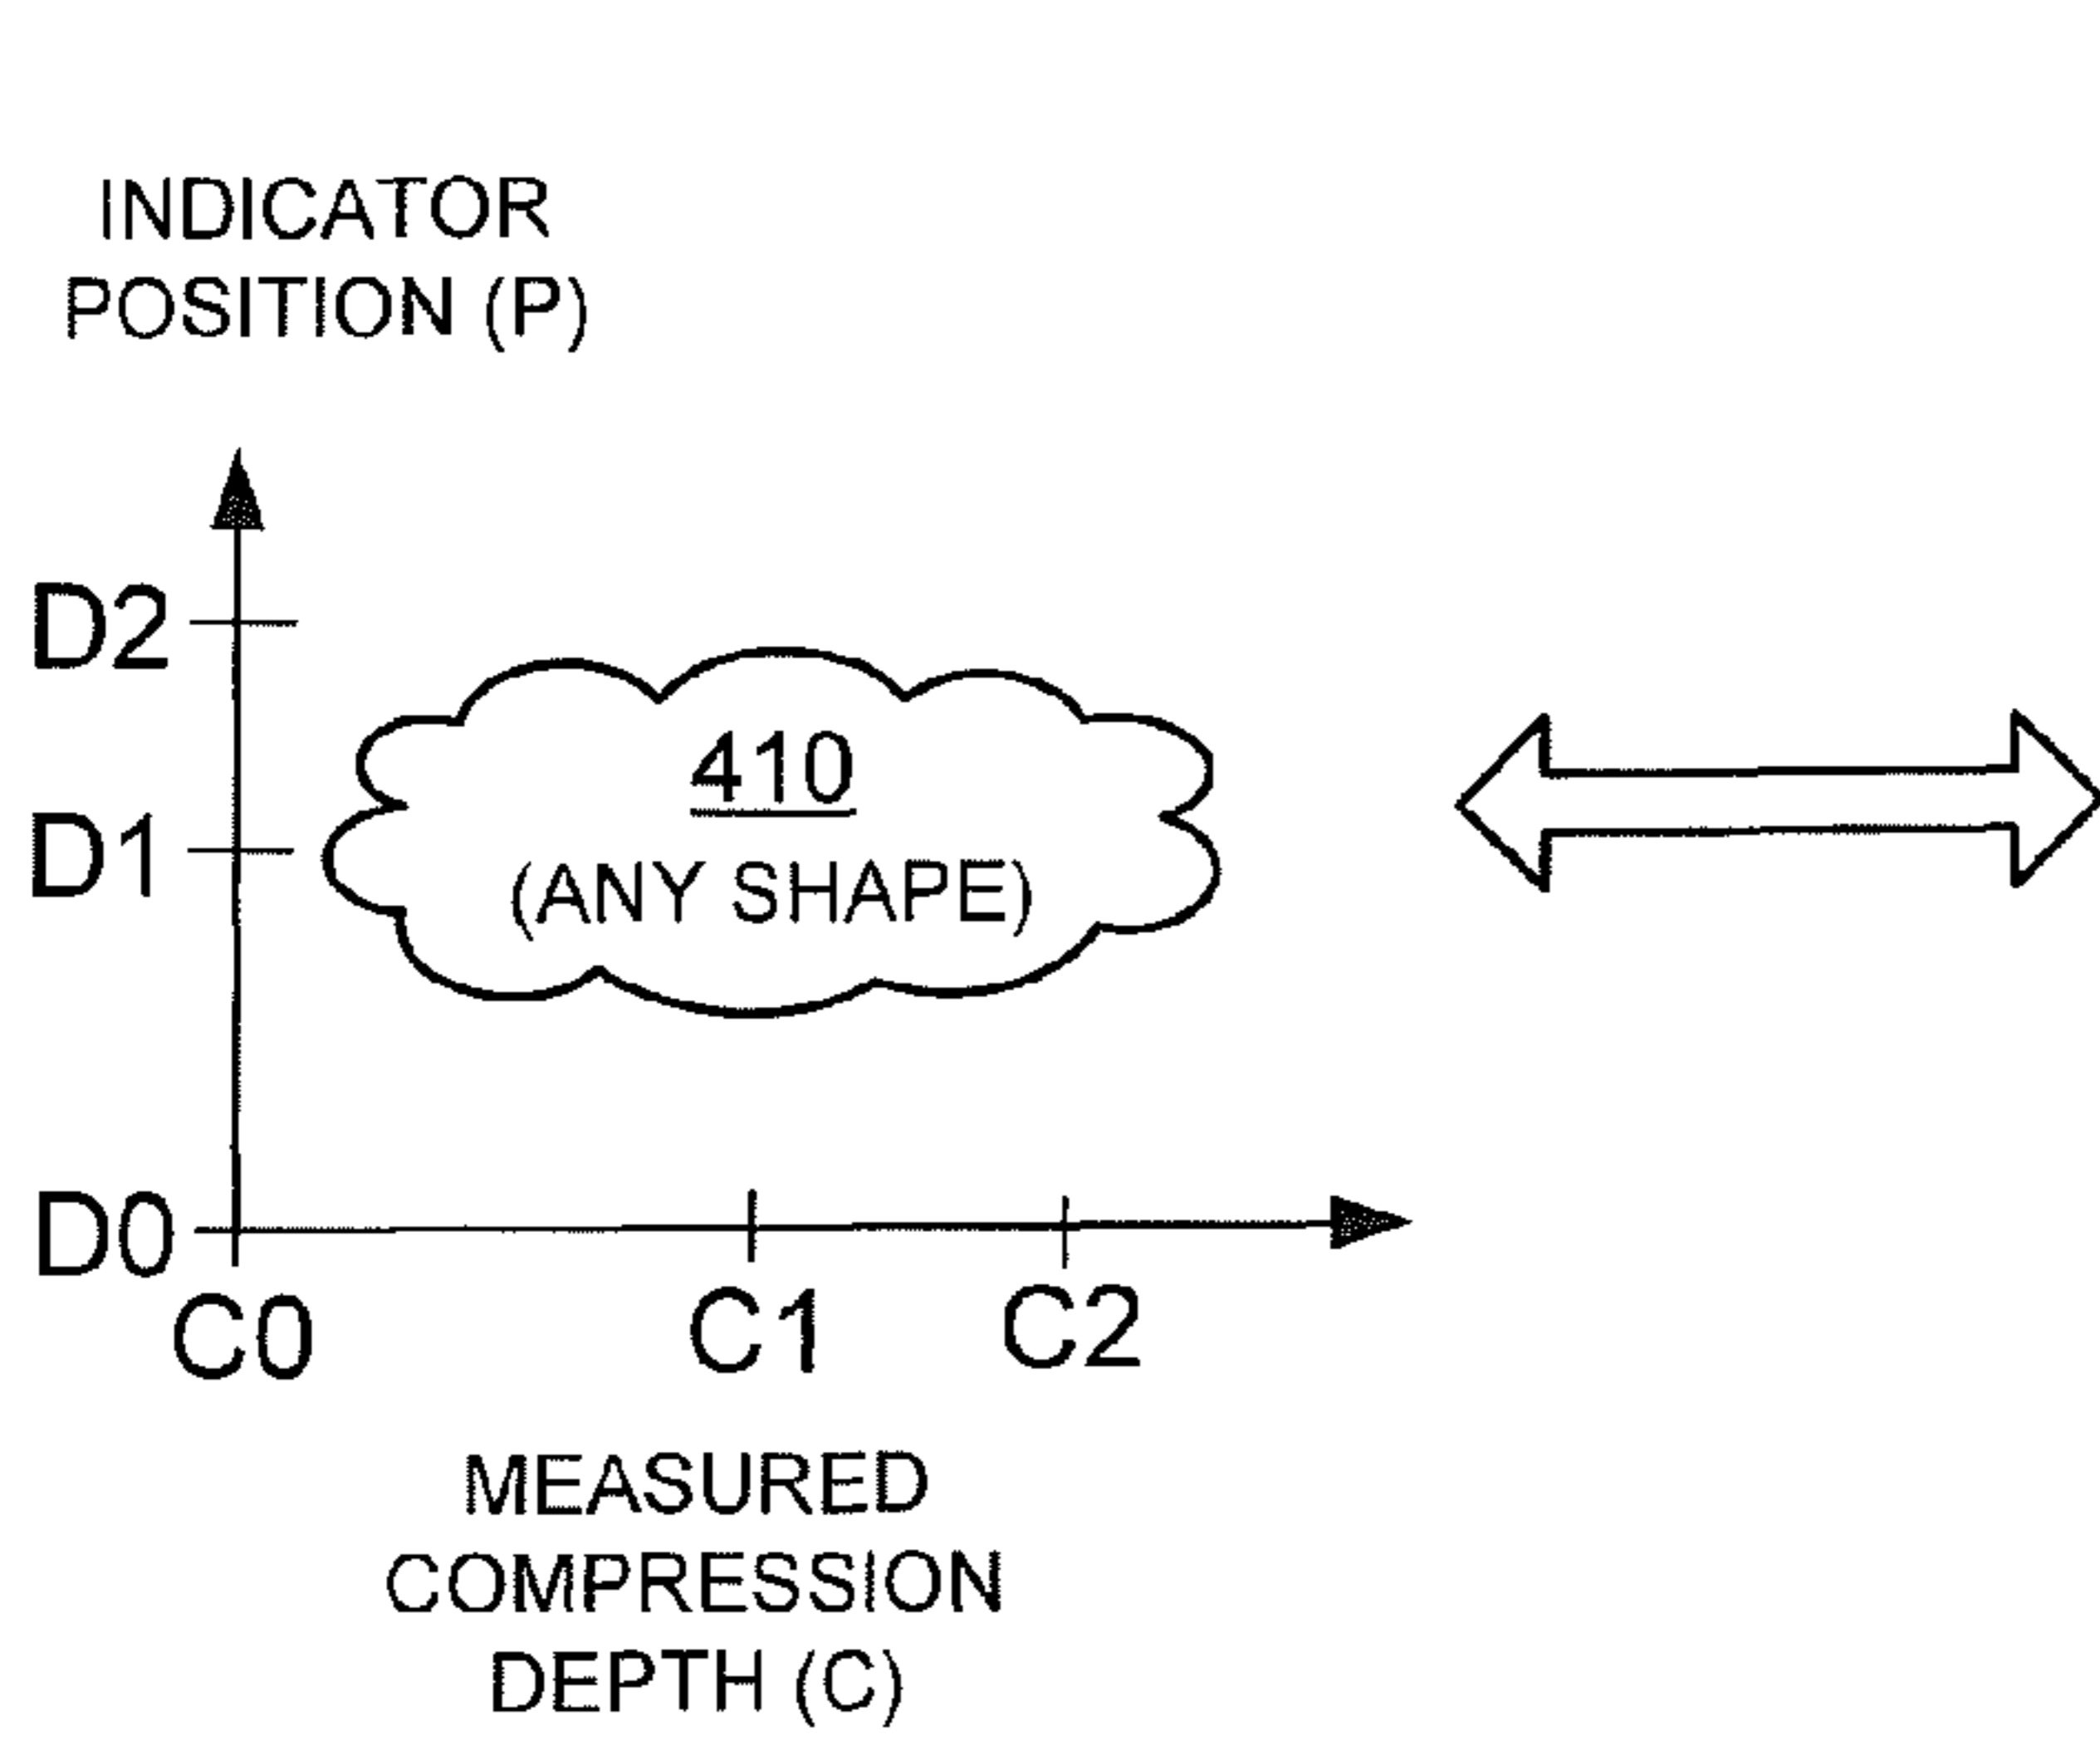 INDICATOR
POSITION (P)
D2
410
D1
(ANY SHAPE)
D0
C0
C1
C2
MEASURED
COMPRESSION
DEPTH (C)